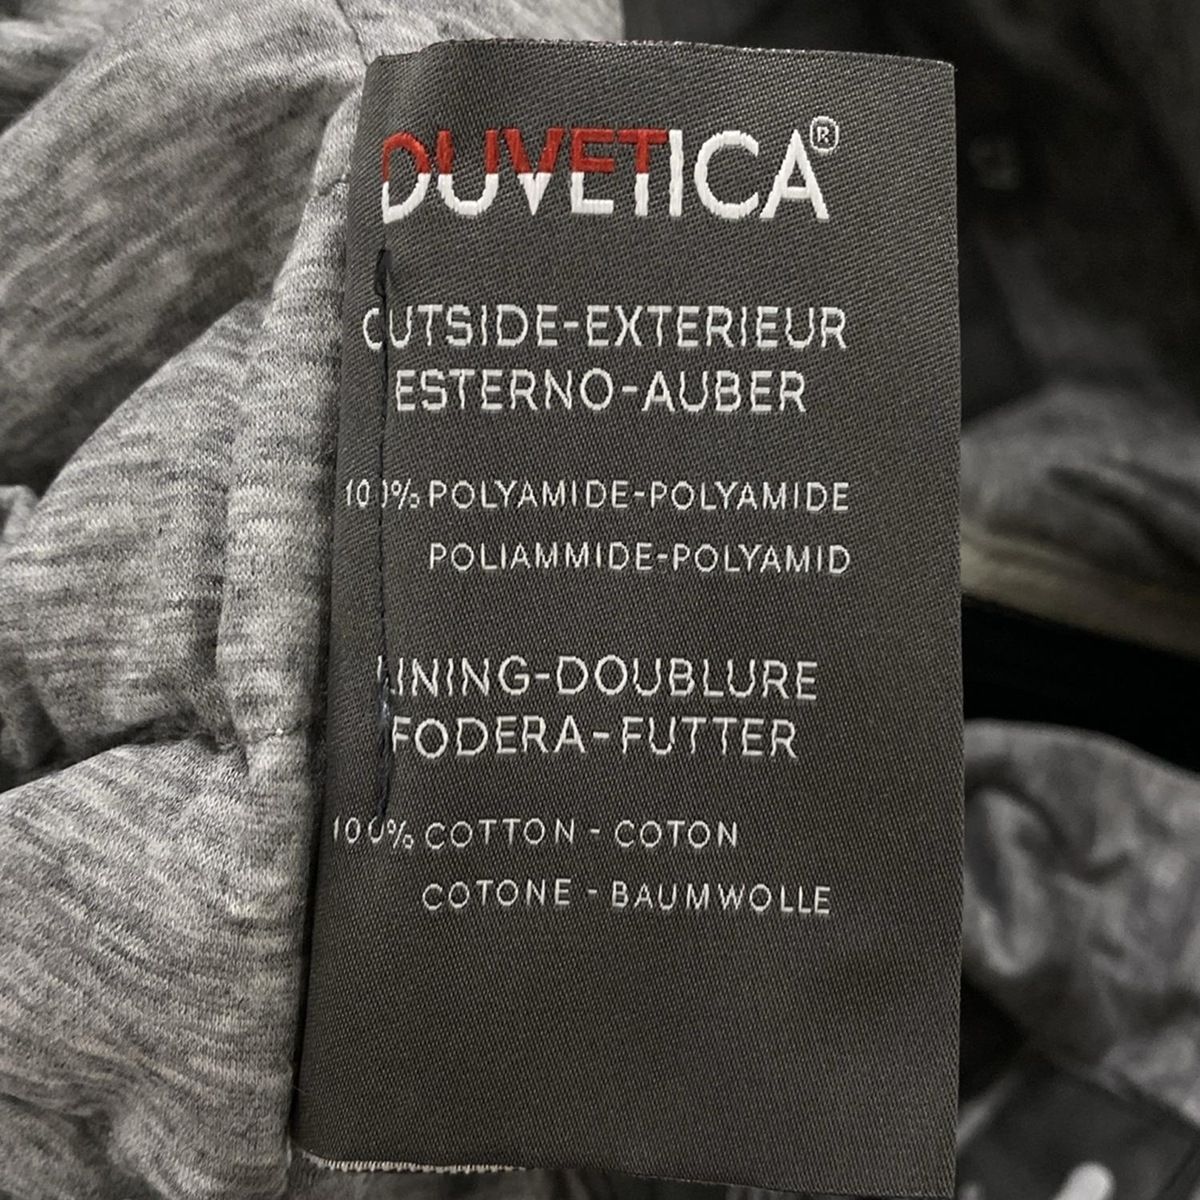 DUVETICA®
OUTSIDE-EXTERIEUR
ESTERNO-AUBER
100% POLYAMIDE-POLYAMIDE
POLIAMMIDE-POLYAMID
LINING-DOUBLURE
FODERA-FUTTER
100% COTTON - COTON
COTONE - BAUMWOLLE